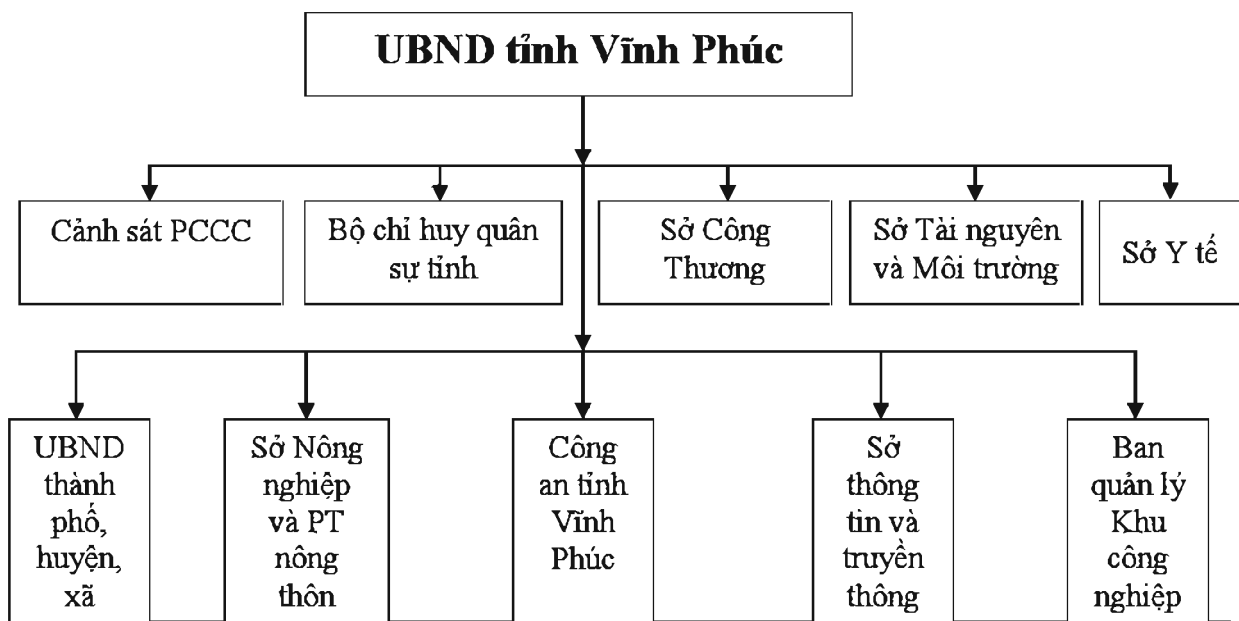 UBND tỉnh Vĩnh Phúc
Cảnh sát PCCC
Bộ chỉ huy quân
sự tỉnh
Sở Công
Thương
Sở Tài nguyên
và Môi trường
Sở Y tế
UBND
thành
phố,
huyện,
xã
Sở Nông
nghiệp
và PT
nông
thôn
Công
an tỉnh
Vĩnh
Phúc
Sở
thông
tin và
truyền
thông
Ban
quản lý
Khu
công
nghiệp